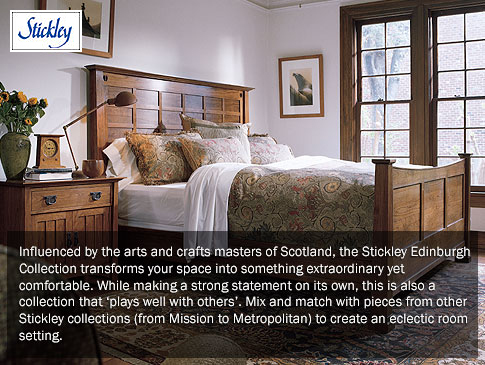 Stickley
Influenced by the arts and crafts masters of Scotland, the Stickley Edinburgh
Collection transforms your space into something extraordinary yet
comfortable. While making a strong statement on its own, this is also a
collection that ‘plays well with others’. Mix and match with pieces from other
Stickley collections (from Mission to Metropolitan) to create an eclectic room
setting.